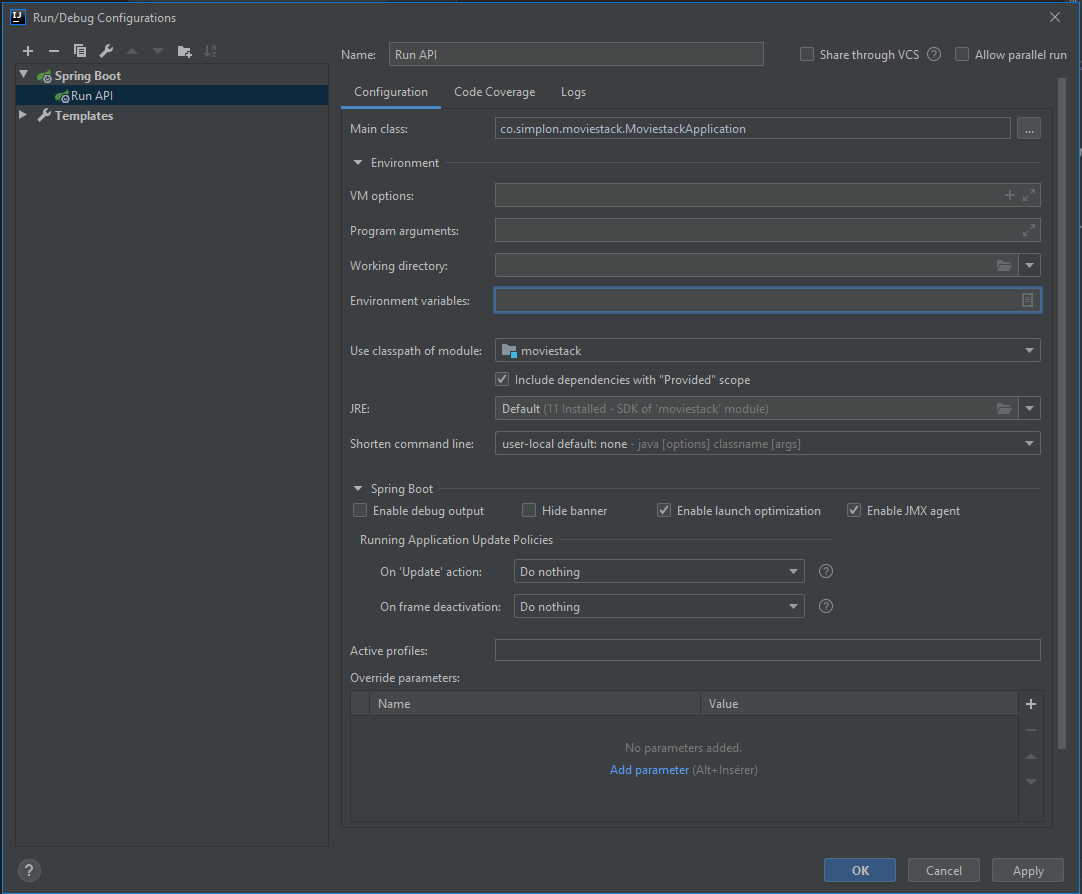 Run/Debug Configurations
Spring Boot
Run API
Templates
Name: Run API
Share through VCS ?
Allow parallel run
Configuration Code Coverage Logs
Main class: co.simplon.moviestack.MoviestackApplication ...
Environment
VM options:
Program arguments:
Working directory:
Environment variables:
Use classpath of module: moviestack
Include dependencies with "Provided" scope
JRE: Default (11 Installed - SDK of 'moviestack' module)
Shorten command line: user-local default: none - java [options] classname [args]
Spring Boot
Enable debug output Hide banner Enable launch optimization Enable JMX agent
Running Application Update Policies
On 'Update' action: Do nothing ?
On frame deactivation: Do nothing ?
Active profiles:
Override parameters:
Name Value
No parameters added.
Add parameter (Alt+Insérer)
? OK Cancel Apply